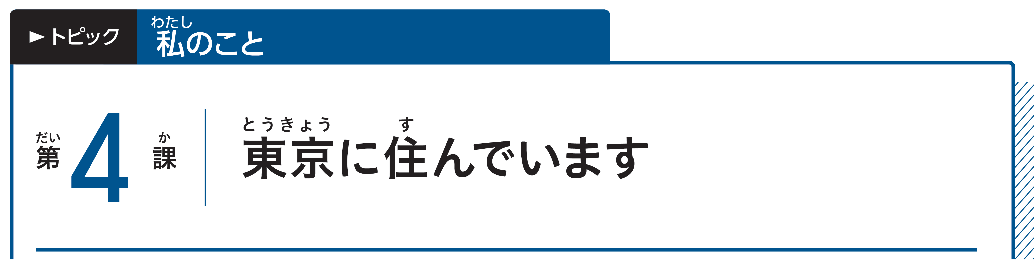 ▶トピック
わたし
私のこと
だい
第4課
か
とうきょう
す
東京に住んでいます